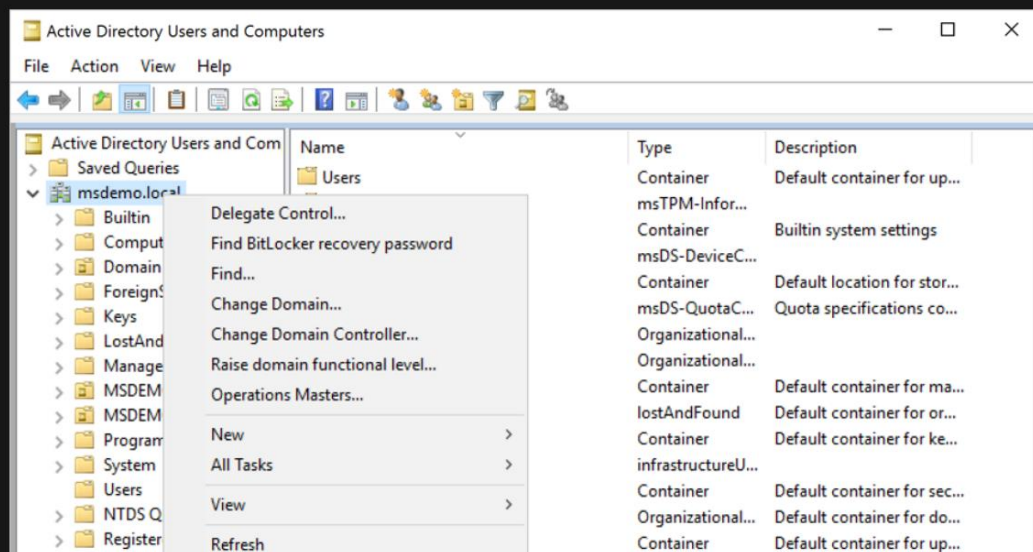 Active Directory Users and Computers
File Action View Help
Active Directory Users and Com
Saved Queries
msdemo.local
Builtin
Comput
Domain
Foreign
Keys
LostAnd
Manage
MSDEM
MSDEM
Program
System
Users
NTDS Q
Register
Delegate Control...
Find BitLocker recovery password
Find...
Change Domain...
Change Domain Controller...
Raise domain functional level...
Operations Masters...
New
All Tasks
View
Refresh
Name Type Description
Users Container Default container for up...
msTPM-Infor...
Container Builtin system settings
msDS-DeviceC...
Container Default location for stor...
msDS-QuotaC... Quota specifications co...
Organizational...
Organizational...
Container Default container for ma...
lostAndFound Default container for or...
Container Default container for ke...
infrastructureU...
Container Default container for sec...
Organizational... Default container for do...
Container Default container for up...